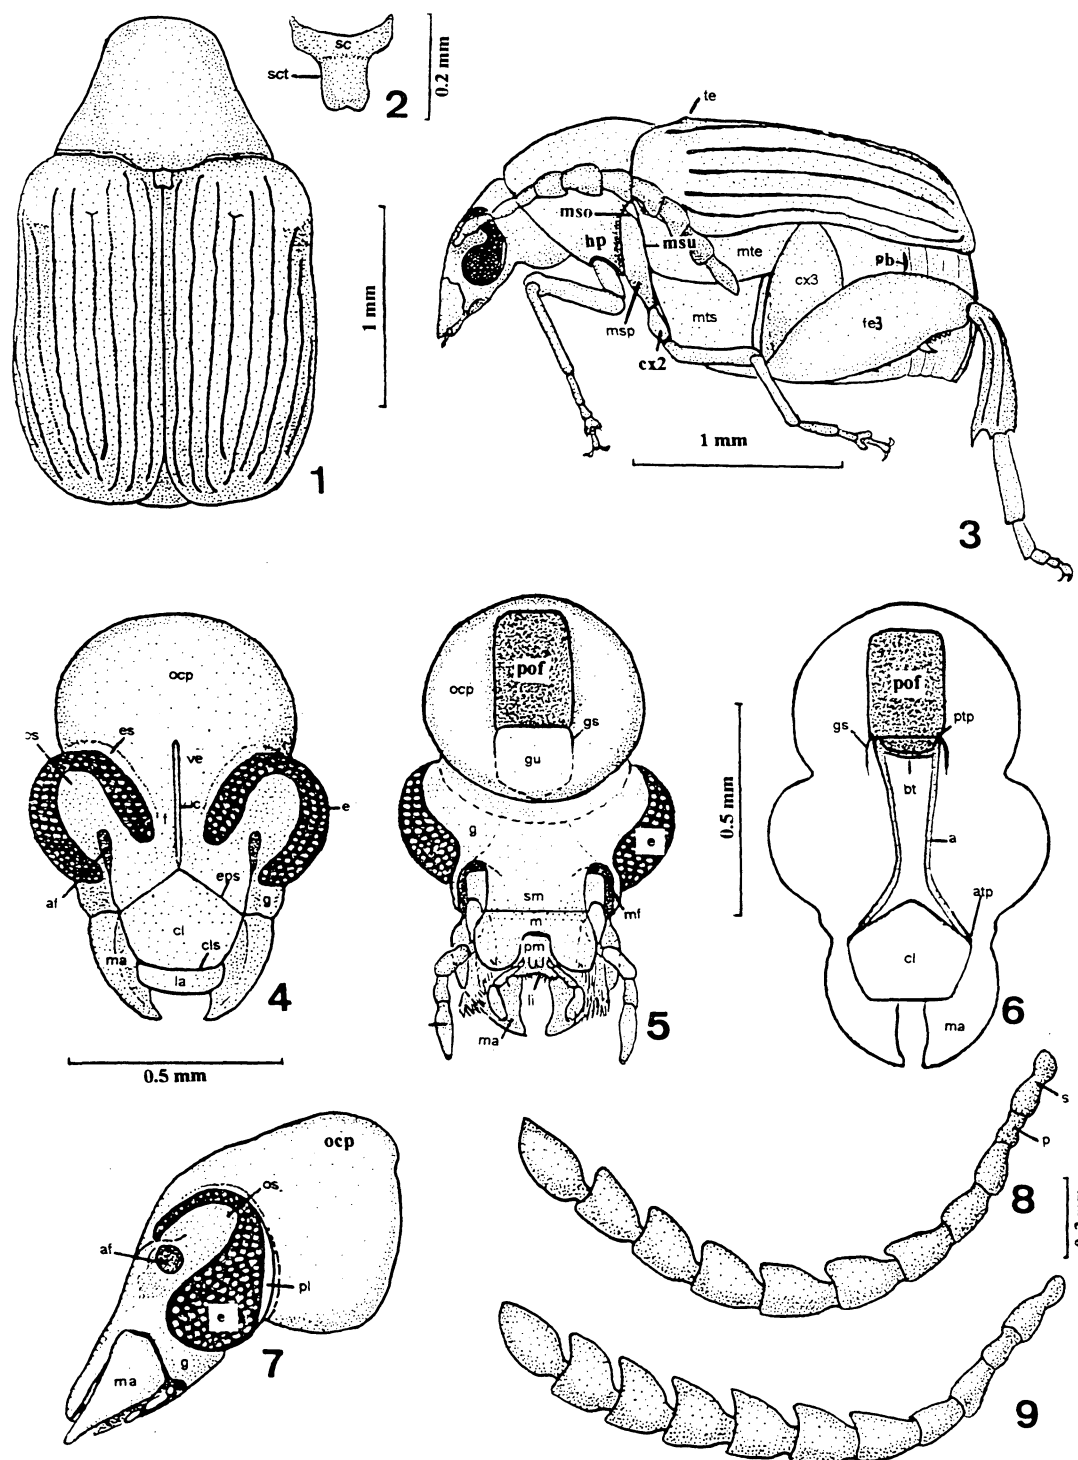 sc
sct
2
0.2 mm
1 mm
1
te
mso
hp
msu
mte
pb
cx3
msp
mts
fe3
cx2
1 mm
3
ocp
es
ve
f
e
af
eps
g
cl
ma
cls
la
4
0.5 mm
pof
ocp
gs
gu
g
e
sm
mf
m
pm
li
ma
5
0.5 mm
pof
gs
ptp
bt
a
atp
cl
ma
6
ocp
os
af
pl
e
g
ma
7
s
p
8
9